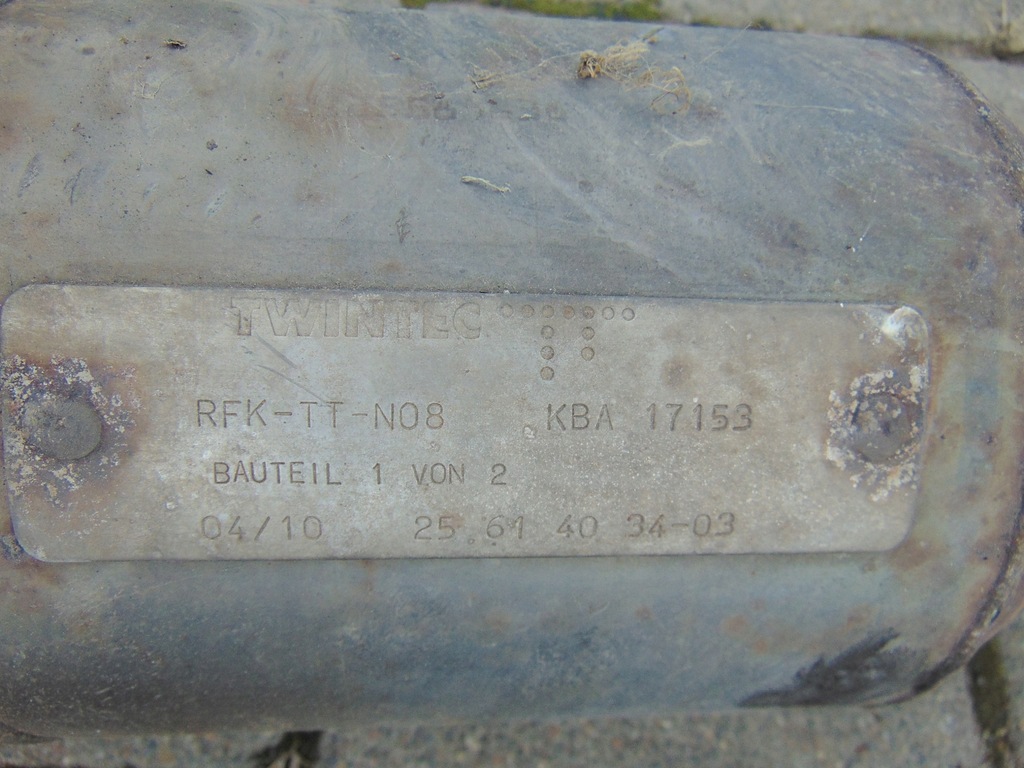 TWINTEC
RFK-TT-N08 KBA 17153
BAUTEIL 1 VON 2
04/10 25 61 40 34-03